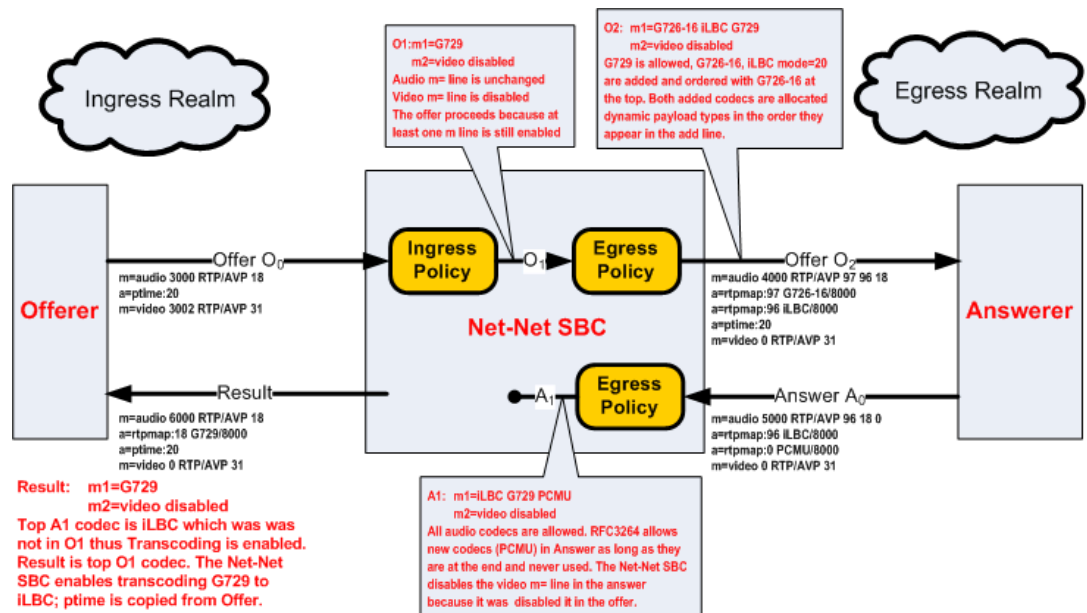 Ingress Realm
O1:m1=G729
m2=video disabled
Audio m= line is unchanged
Video m= line is disabled
The offer proceeds because at
least one m line is still enabled
O2: m1=G726-16 iLBC G729
m2=video disabled
G729 is allowed, G726-16, iLBC mode=20
are added and ordered with G726-16 at
the top. Both added codecs are allocated
dynamic payload types in the order they
appear in the add line.
Egress Realm
Offerer
Offer O0
m=audio 3000 RTP/AVP 18
a=ptime:20
m=video 3002 RTP/AVP 31
Ingress
Policy
O1
Egress
Policy
Net-Net SBC
Offer O2
m=audio 4000 RTP/AVP 97 96 18
a=rtpmap:97 G726-16/8000
a=rtpmap:96 iLBC/8000
a=ptime:20
m=video 0 RTP/AVP 31
Answerer
Result
m=audio 6000 RTP/AVP 18
a=rtpmap:18 G729/8000
a=ptime:20
m=video 0 RTP/AVP 31
A1
Egress
Policy
Answer A0
m=audio 5000 RTP/AVP 96 18 0
a=rtpmap:96 iLBC/8000
a=rtpmap:0 PCMU/8000
m=video 0 RTP/AVP 31
Result: m1=G729
m2=video disabled
Top A1 codec is iLBC which was was
not in O1 thus Transcoding is enabled.
Result is top O1 codec. The Net-Net
SBC enables transcoding G729 to
iLBC; ptime is copied from Offer.
A1: m1=iLBC G729 PCMU
m2=video disabled
All audio codecs are allowed. RFC3264 allows
new codecs (PCMU) in Answer as long as they
are at the end and never used. The Net-Net SBC
disables the video m= line in the answer
because it was disabled it in the offer.